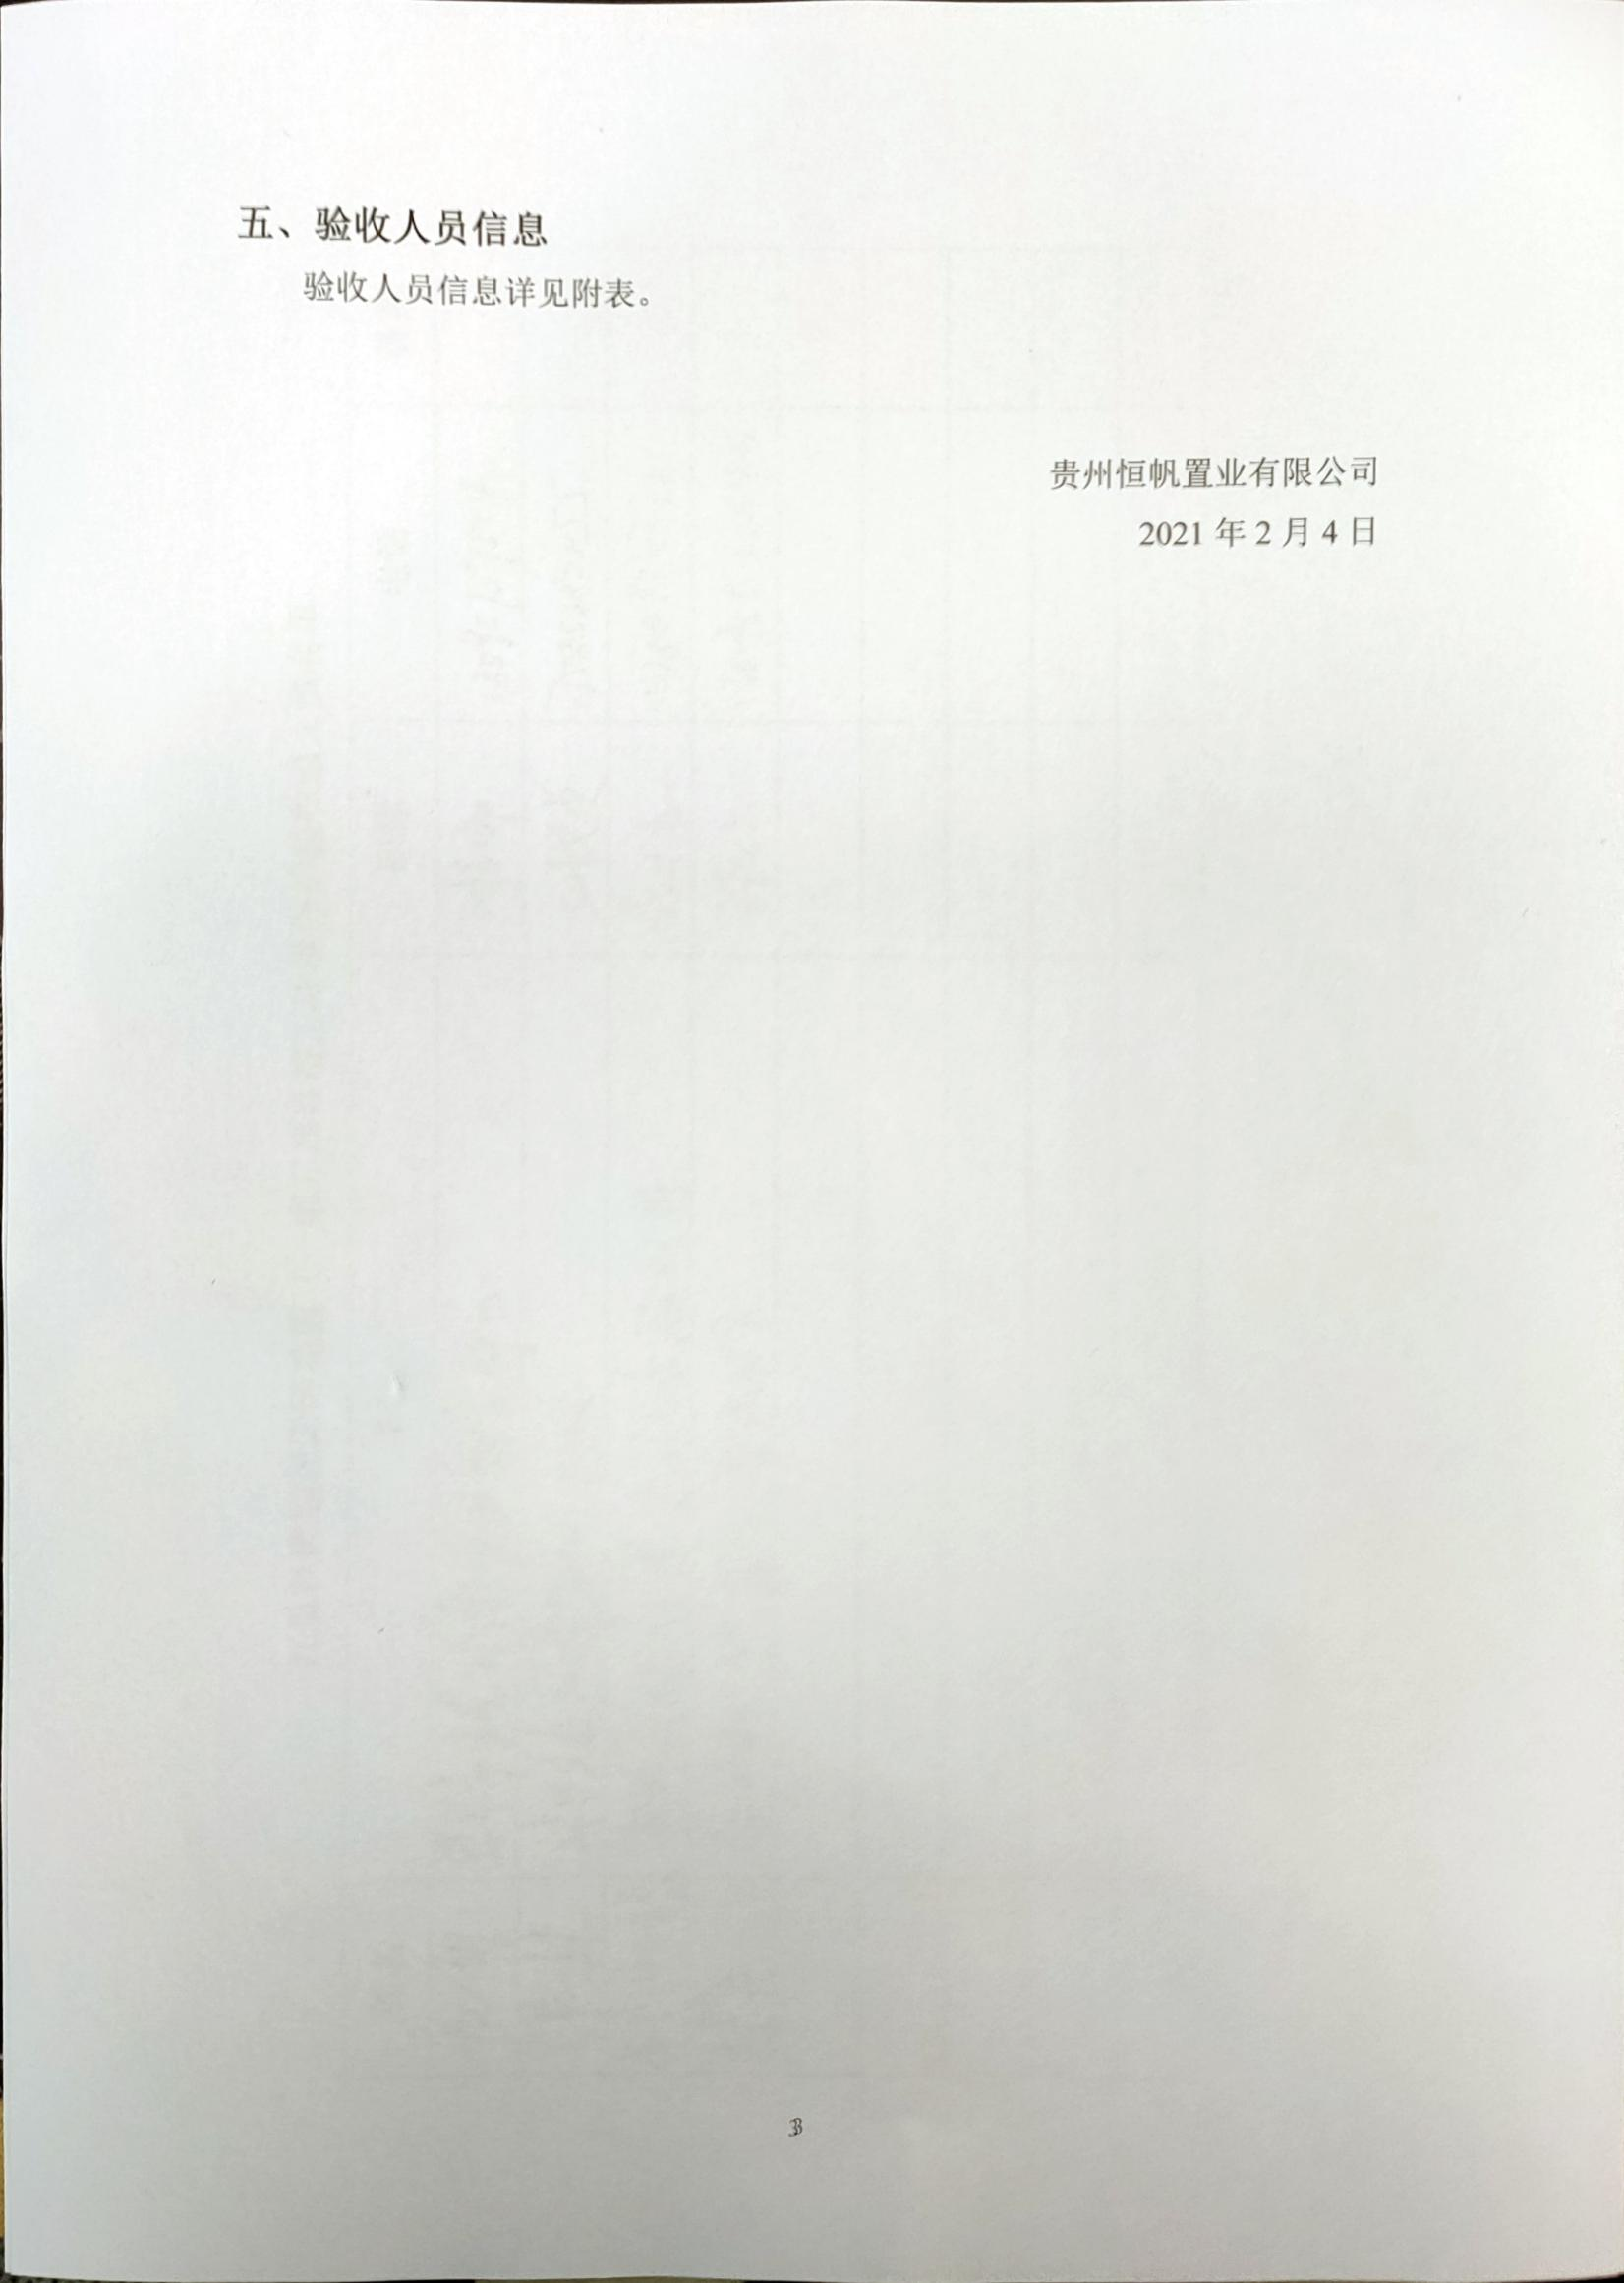 五、验收人员信息
验收人员信息详见附表。
贵州恒帆置业有限公司
2021 年 2 月 4 日
3